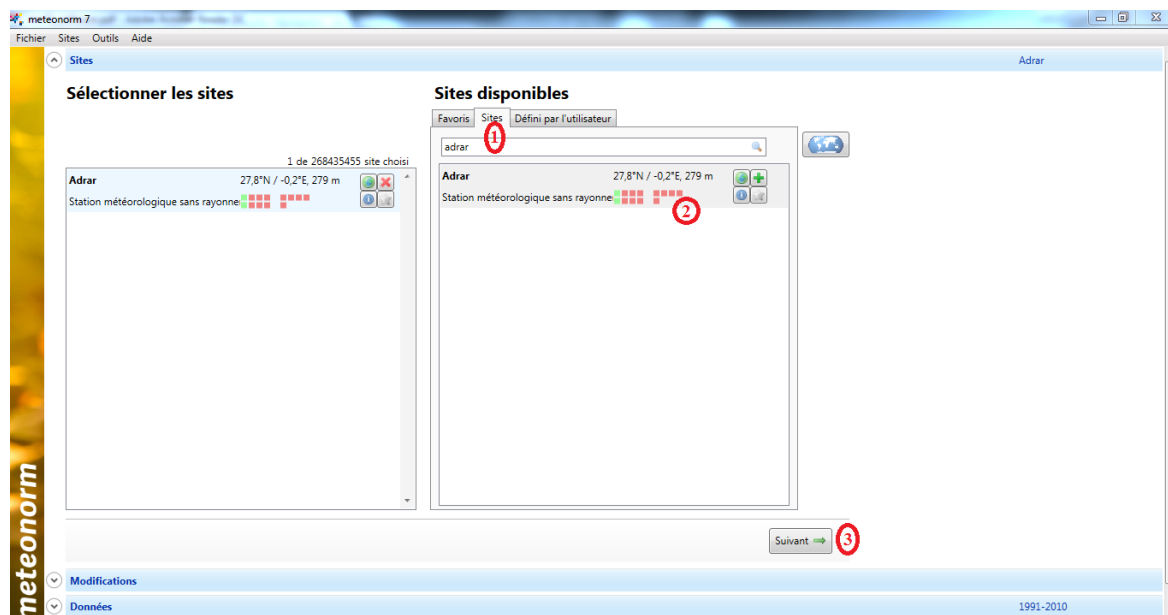 meteonorm 7
Fichier Sites Outils Aide
Sites Adrar
Sélectionner les sites
1 de 268435455 site choisi
Adrar 27,8°N / -0,2°E, 279 m
Station météorologique sans rayonne
Sites disponibles
Favoris Sites Défini par l'utilisateur
1
adrar
Adrar 27,8°N / -0,2°E, 279 m
Station météorologique sans rayonne
2
Suivant 3
Modifications
Données 1991-2010
meteonorm